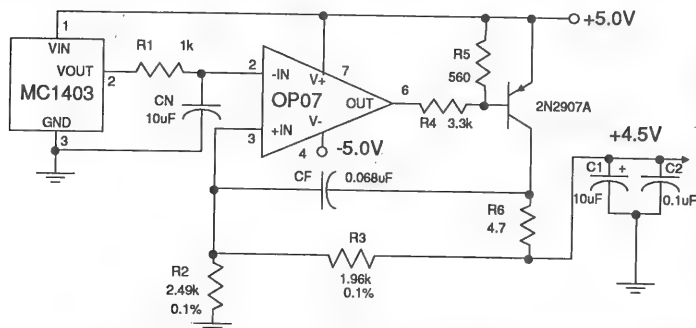 1
+5.0V
VIN
VOUT
MC1403
GND
2
3
R1 1k
CN
10uF
2
-IN
V+
7
OP07
OUT
6
+IN
V-
3
4
-5.0V
R5
560
R4 3.3k
2N2907A
+4.5V
CF 0.068uF
C1
+
10uF
C2
0.1uF
R6
4.7
R3
1.96k
0.1%
R2
2.49k
0.1%